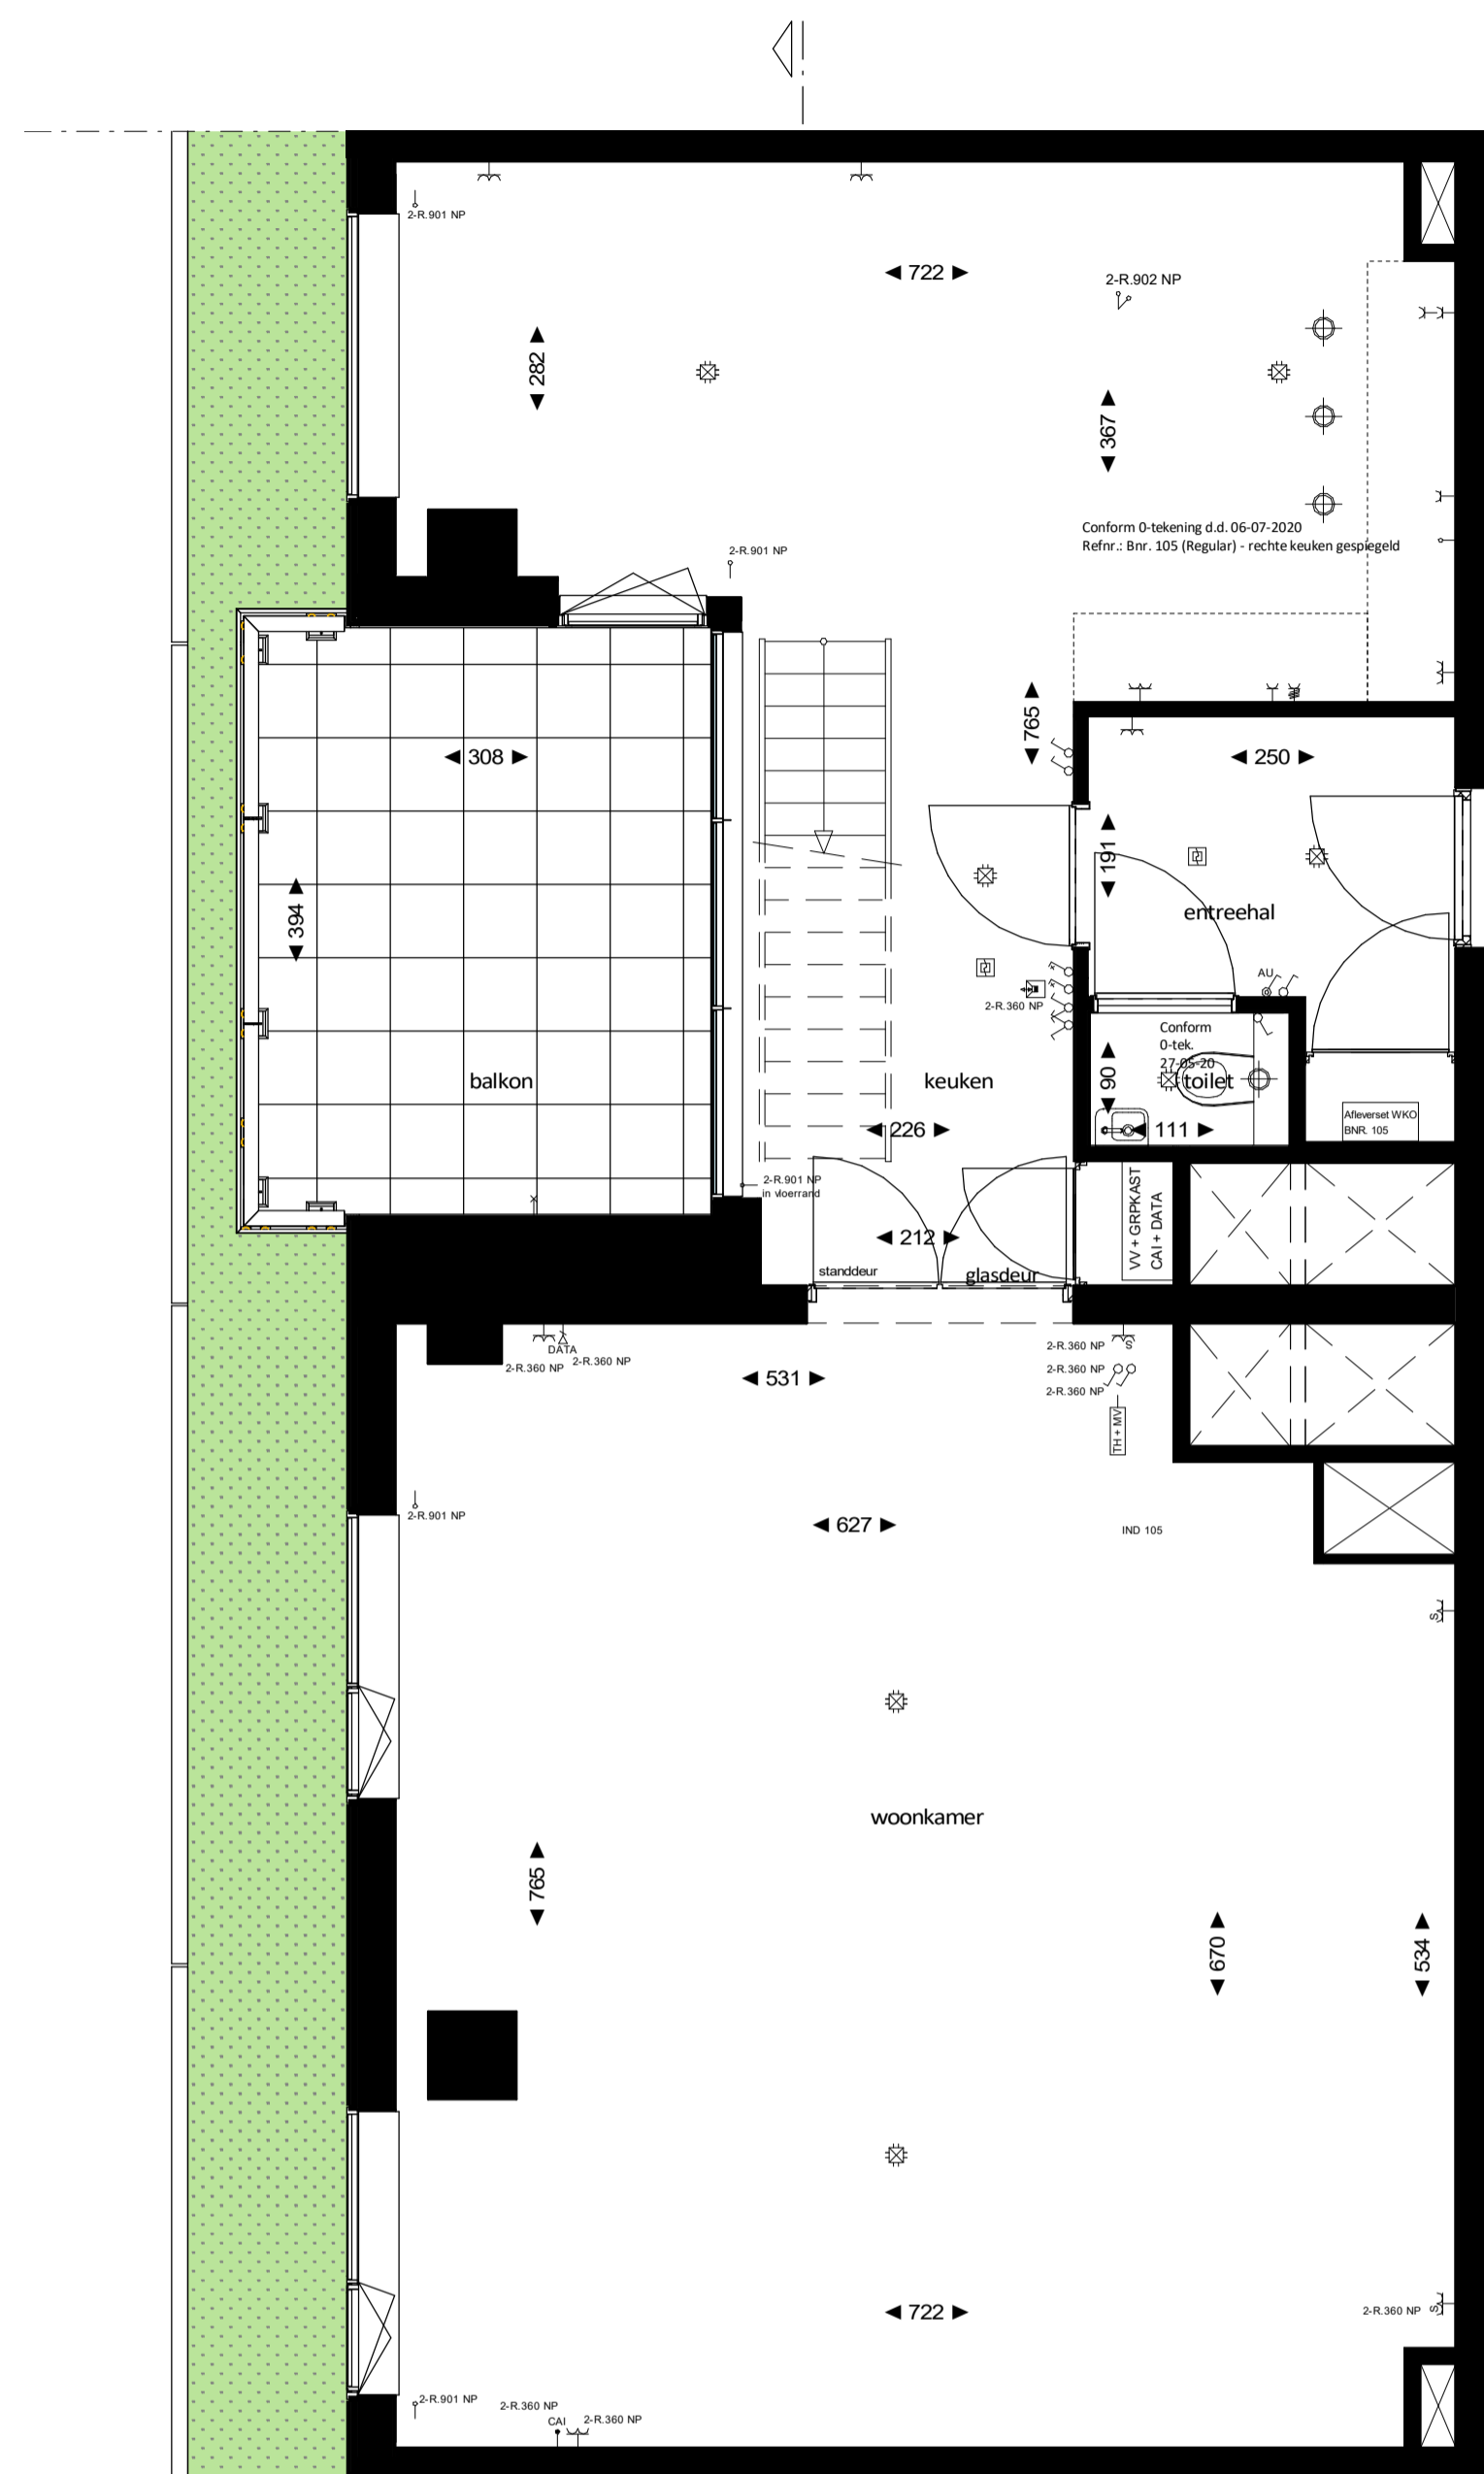 2-R.901 NP
722
2-R.902 NP
282
367
Conform 0-tekening d.d. 06-07-2020
Refnr.: Bnr. 105 (Regular) - rechte keuken gespiegeld
2-R.901 NP
765
308
250
191
394
entreehal
AU
2-R.360 NP
Conform
0-tek.
27-05-20
balkon
keuken
90
toilet
Afleverset WKO
BNR. 105
226
111
2-R.901 NP
in vloerrand
VV + GRPKAST
CAI + DATA
212
standdeur
glasdeur
DATA
2-R.360 NP
2-R.360 NP
2-R.360 NP
S
2-R.360 NP
2-R.360 NP
531
TH + MV
2-R.901 NP
627
IND 105
S
woonkamer
765
670
534
722
2-R.360 NP
S
2-R.901 NP
2-R.360 NP
CAI
2-R.360 NP